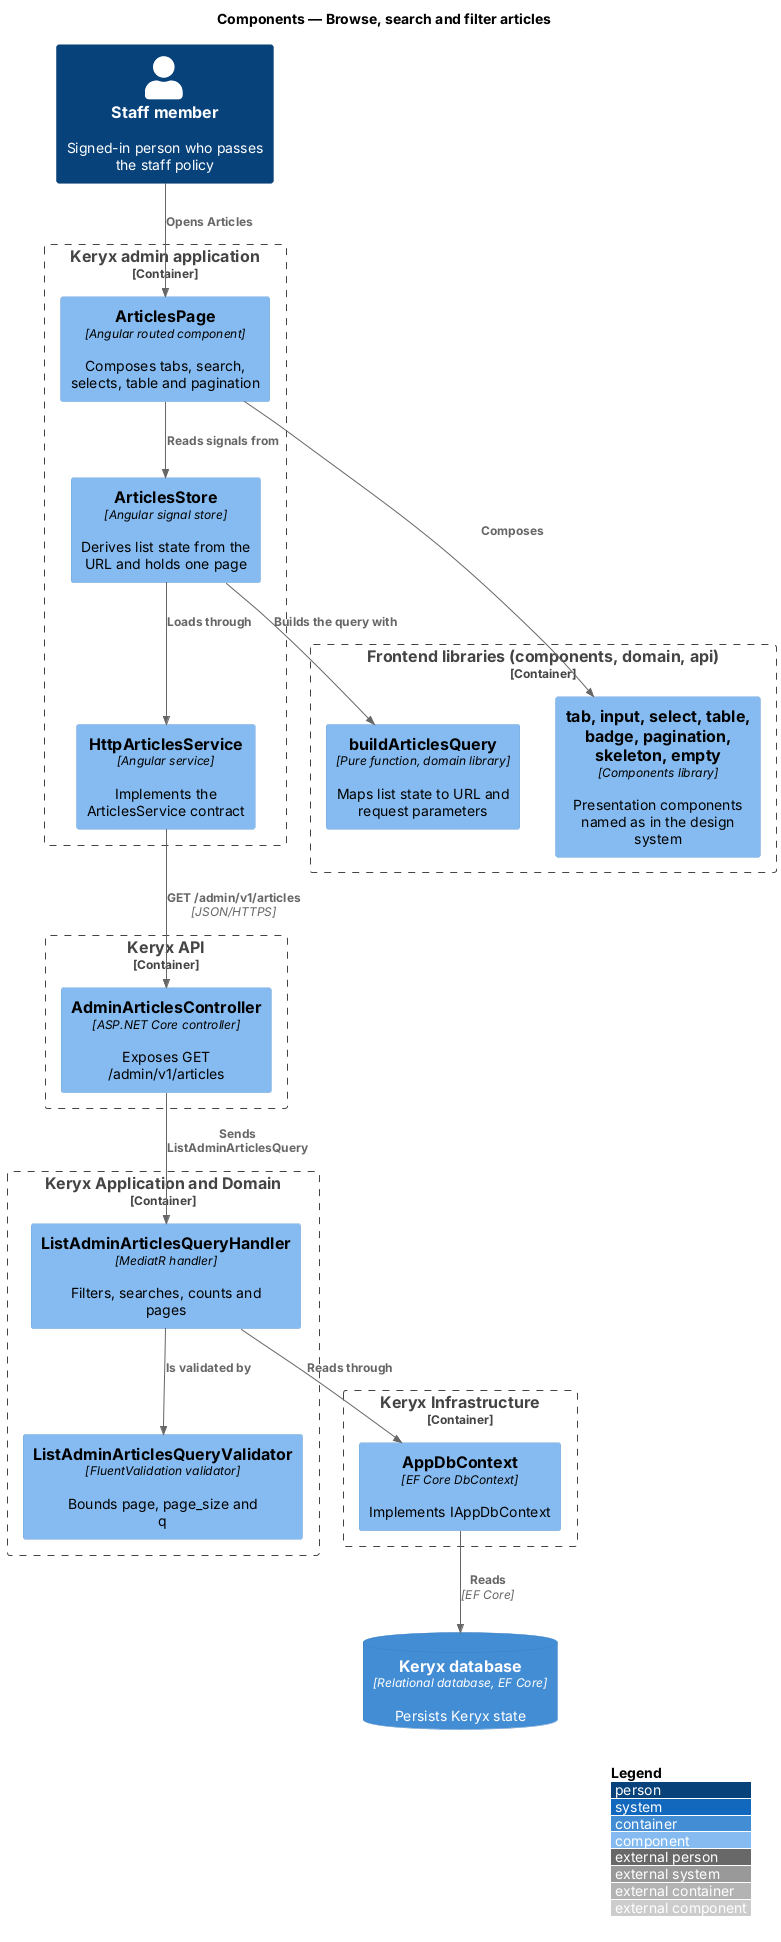 Components — Browse, search and filter articles
Staff member
Signed-in person who passes
the staff policy
Opens Articles
Keryx admin application
[Container]
ArticlesPage
[Angular routed component]
Composes tabs, search,
selects, table and pagination
Reads signals from
Composes
ArticlesStore
[Angular signal store]
Derives list state from the
URL and holds one page
Loads through
Builds the query with
Frontend libraries (components, domain, api)
[Container]
HttpArticlesService
[Angular service]
Implements the
ArticlesService contract
buildArticlesQuery
[Pure function, domain library]
Maps list state to URL and
request parameters
tab, input, select, table,
badge, pagination,
skeleton, empty
[Components library]
Presentation components
named as in the design
system
GET /admin/v1/articles
[JSON/HTTPS]
Keryx API
[Container]
AdminArticlesController
[ASP.NET Core controller]
Exposes GET
/admin/v1/articles
Sends
ListAdminArticlesQuery
Keryx Application and Domain
[Container]
ListAdminArticlesQueryHandler
[MediatR handler]
Filters, searches, counts and
pages
Is validated by
Reads through
Keryx Infrastructure
[Container]
ListAdminArticlesQueryValidator
[FluentValidation validator]
Bounds page, page_size and
q
AppDbContext
[EF Core DbContext]
Implements IAppDbContext
Reads
[EF Core]
Keryx database
[Relational database, EF Core]
Persists Keryx state
Legend
person
system
container
component
external person
external system
external container
external component